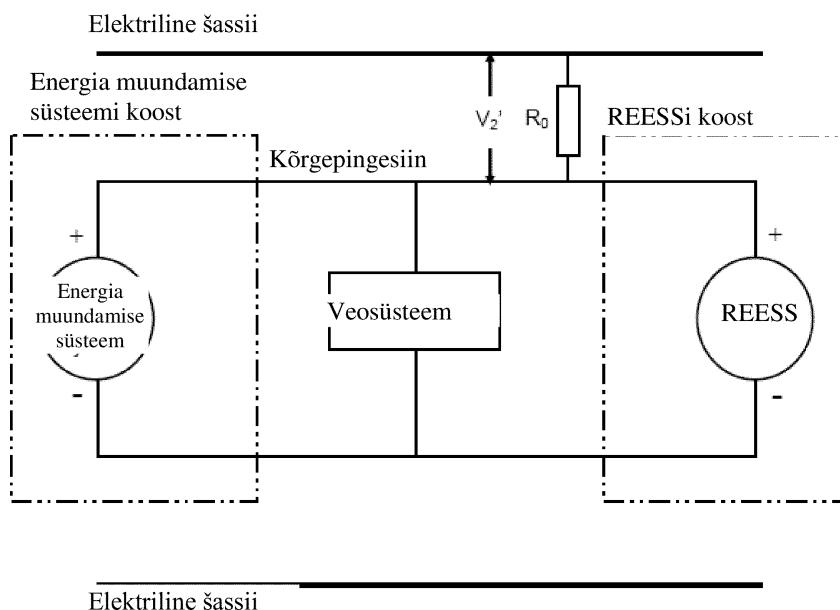 Elektriline šassii
Energia muundamise
süsteemi koost
V2'
R0
REESSi koost
Kõrgepingesiin
+
+
Energia
muundamise
süsteem
Veosüsteem
REESS
-
-
Elektriline šassii